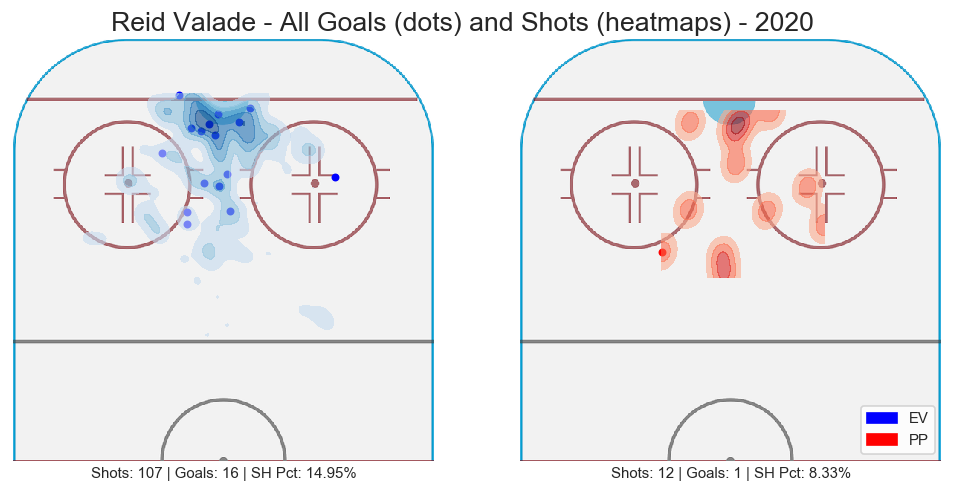 Reid Valade - All Goals (dots) and Shots (heatmaps) - 2020
EV
PP
Shots: 107 | Goals: 16 | SH Pct: 14.95%
Shots: 12 | Goals: 1 | SH Pct: 8.33%